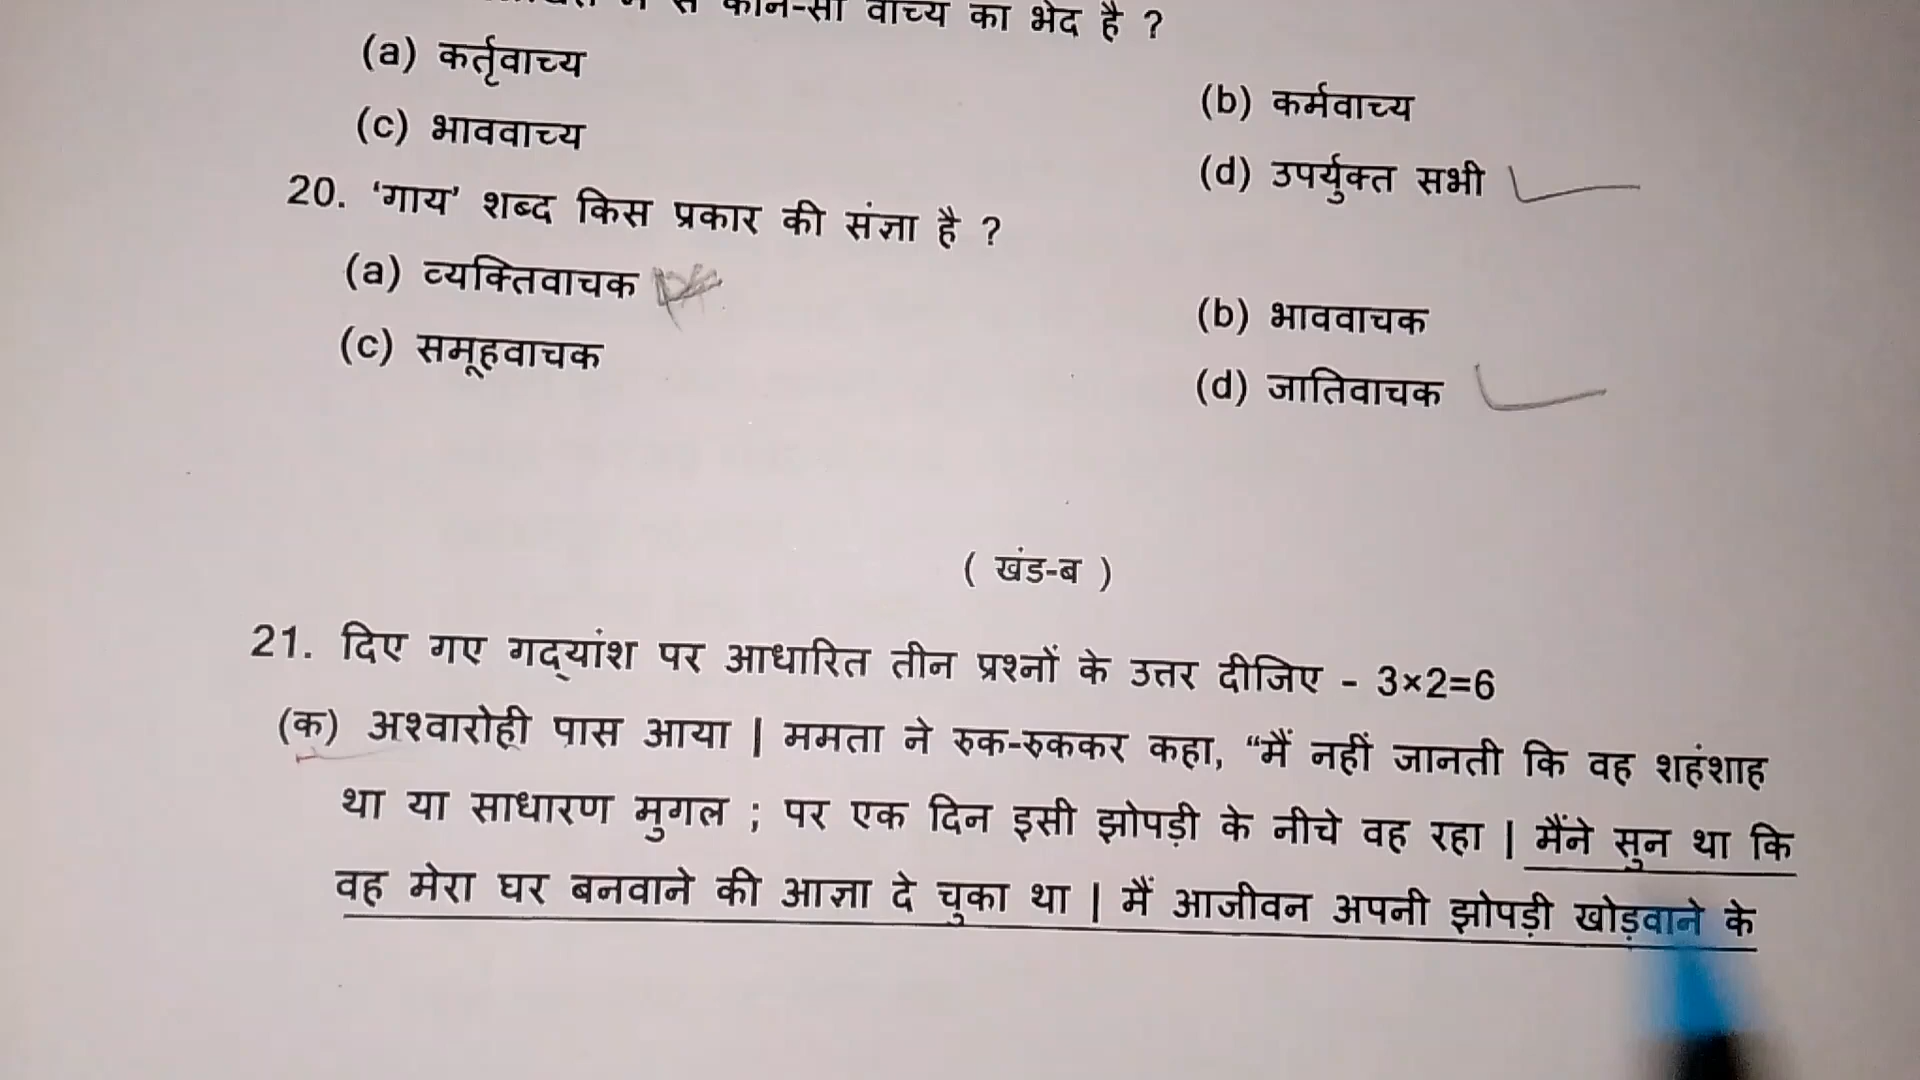 से कौन-सा वाच्य का भेद है ?
(a) कर्तृवाच्य
(b) कर्मवाच्य
(c) भाववाच्य
(d) उपर्युक्त सभी
20. ‘गाय’ शब्द किस प्रकार की संज्ञा है ?
(a) व्यक्तिवाचक
(b) भाववाचक
(c) समूहवाचक
(d) जातिवाचक
( खंड-ब )
21. दिए गए गद्यांश पर आधारित तीन प्रश्नों के उत्तर दीजिए - 3×2=6
(क) अश्वारोही पास आया | ममता ने रुक-रुककर कहा, “मैं नहीं जानती कि वह शहंशाह
था या साधारण मुगल ; पर एक दिन इसी झोपड़ी के नीचे वह रहा | मैंने सुन था कि
वह मेरा घर बनवाने की आज्ञा दे चुका था | मैं आजीवन अपनी झोपड़ी खोड़वाने के